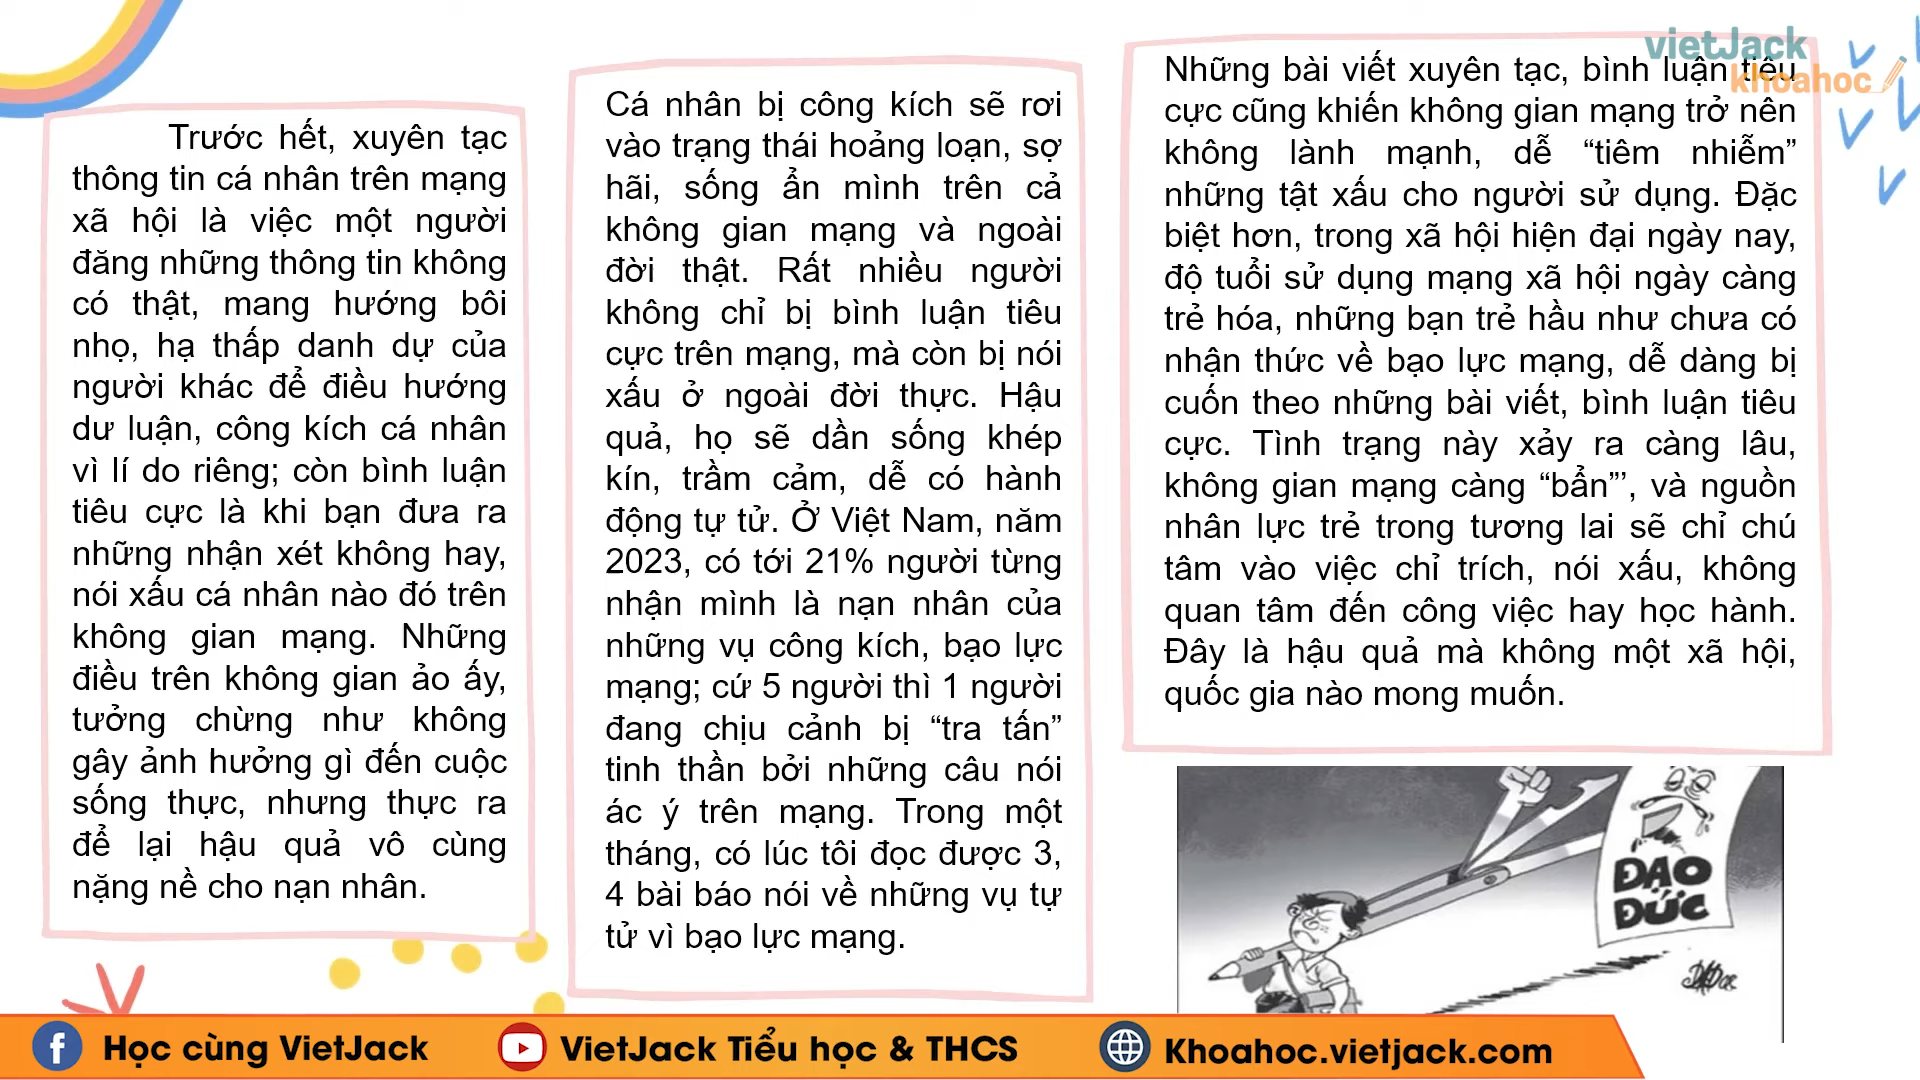 Trước hết, xuyên tạc
thông tin cá nhân trên mạng
xã hội là việc một người
đăng những thông tin không
có thật, mang hướng bôi
nhọ, hạ thấp danh dự của
người khác để điều hướng
dư luận, công kích cá nhân
vì lí do riêng; còn bình luận
tiêu cực là khi bạn đưa ra
những nhận xét không hay,
nói xấu cá nhân nào đó trên
không gian mạng. Những
điều trên không gian ảo ấy,
tưởng chừng như không
gây ảnh hưởng gì đến cuộc
sống thực, nhưng thực ra
để lại hậu quả vô cùng
nặng nề cho nạn nhân.
Cá nhân bị công kích sẽ rơi
vào trạng thái hoảng loạn, sợ
hãi, sống ẩn mình trên cả
không gian mạng và ngoài
đời thật. Rất nhiều người
không chỉ bị bình luận tiêu
cực trên mạng, mà còn bị nói
xấu ở ngoài đời thực. Hậu
quả, họ sẽ dần sống khép
kín, trầm cảm, dễ có hành
động tự tử. Ở Việt Nam, năm
2023, có tới 21% người từng
nhận mình là nạn nhân của
những vụ công kích, bạo lực
mạng; cứ 5 người thì 1 người
đang chịu cảnh bị “tra tấn”
tinh thần bởi những câu nói
ác ý trên mạng. Trong một
tháng, có lúc tôi đọc được 3,
4 bài báo nói về những vụ tự
tử vì bạo lực mạng.
vietJack
khoahoc
Những bài viết xuyên tạc, bình luận tiêu
cực cũng khiến không gian mạng trở nên
không lành mạnh, dễ “tiêm nhiễm”
những tật xấu cho người sử dụng. Đặc
biệt hơn, trong xã hội hiện đại ngày nay,
độ tuổi sử dụng mạng xã hội ngày càng
trẻ hóa, những bạn trẻ hầu như chưa có
nhận thức về bạo lực mạng, dễ dàng bị
cuốn theo những bài viết, bình luận tiêu
cực. Tình trạng này xảy ra càng lâu,
không gian mạng càng “bẩn”’, và nguồn
nhân lực trẻ trong tương lai sẽ chỉ chú
tâm vào việc chỉ trích, nói xấu, không
quan tâm đến công việc hay học hành.
Đây là hậu quả mà không một xã hội,
quốc gia nào mong muốn.
ĐẠO
ĐỨC
Học cùng VietJack
VietJack Tiểu học & THCS
Khoahoc.vietjack.com